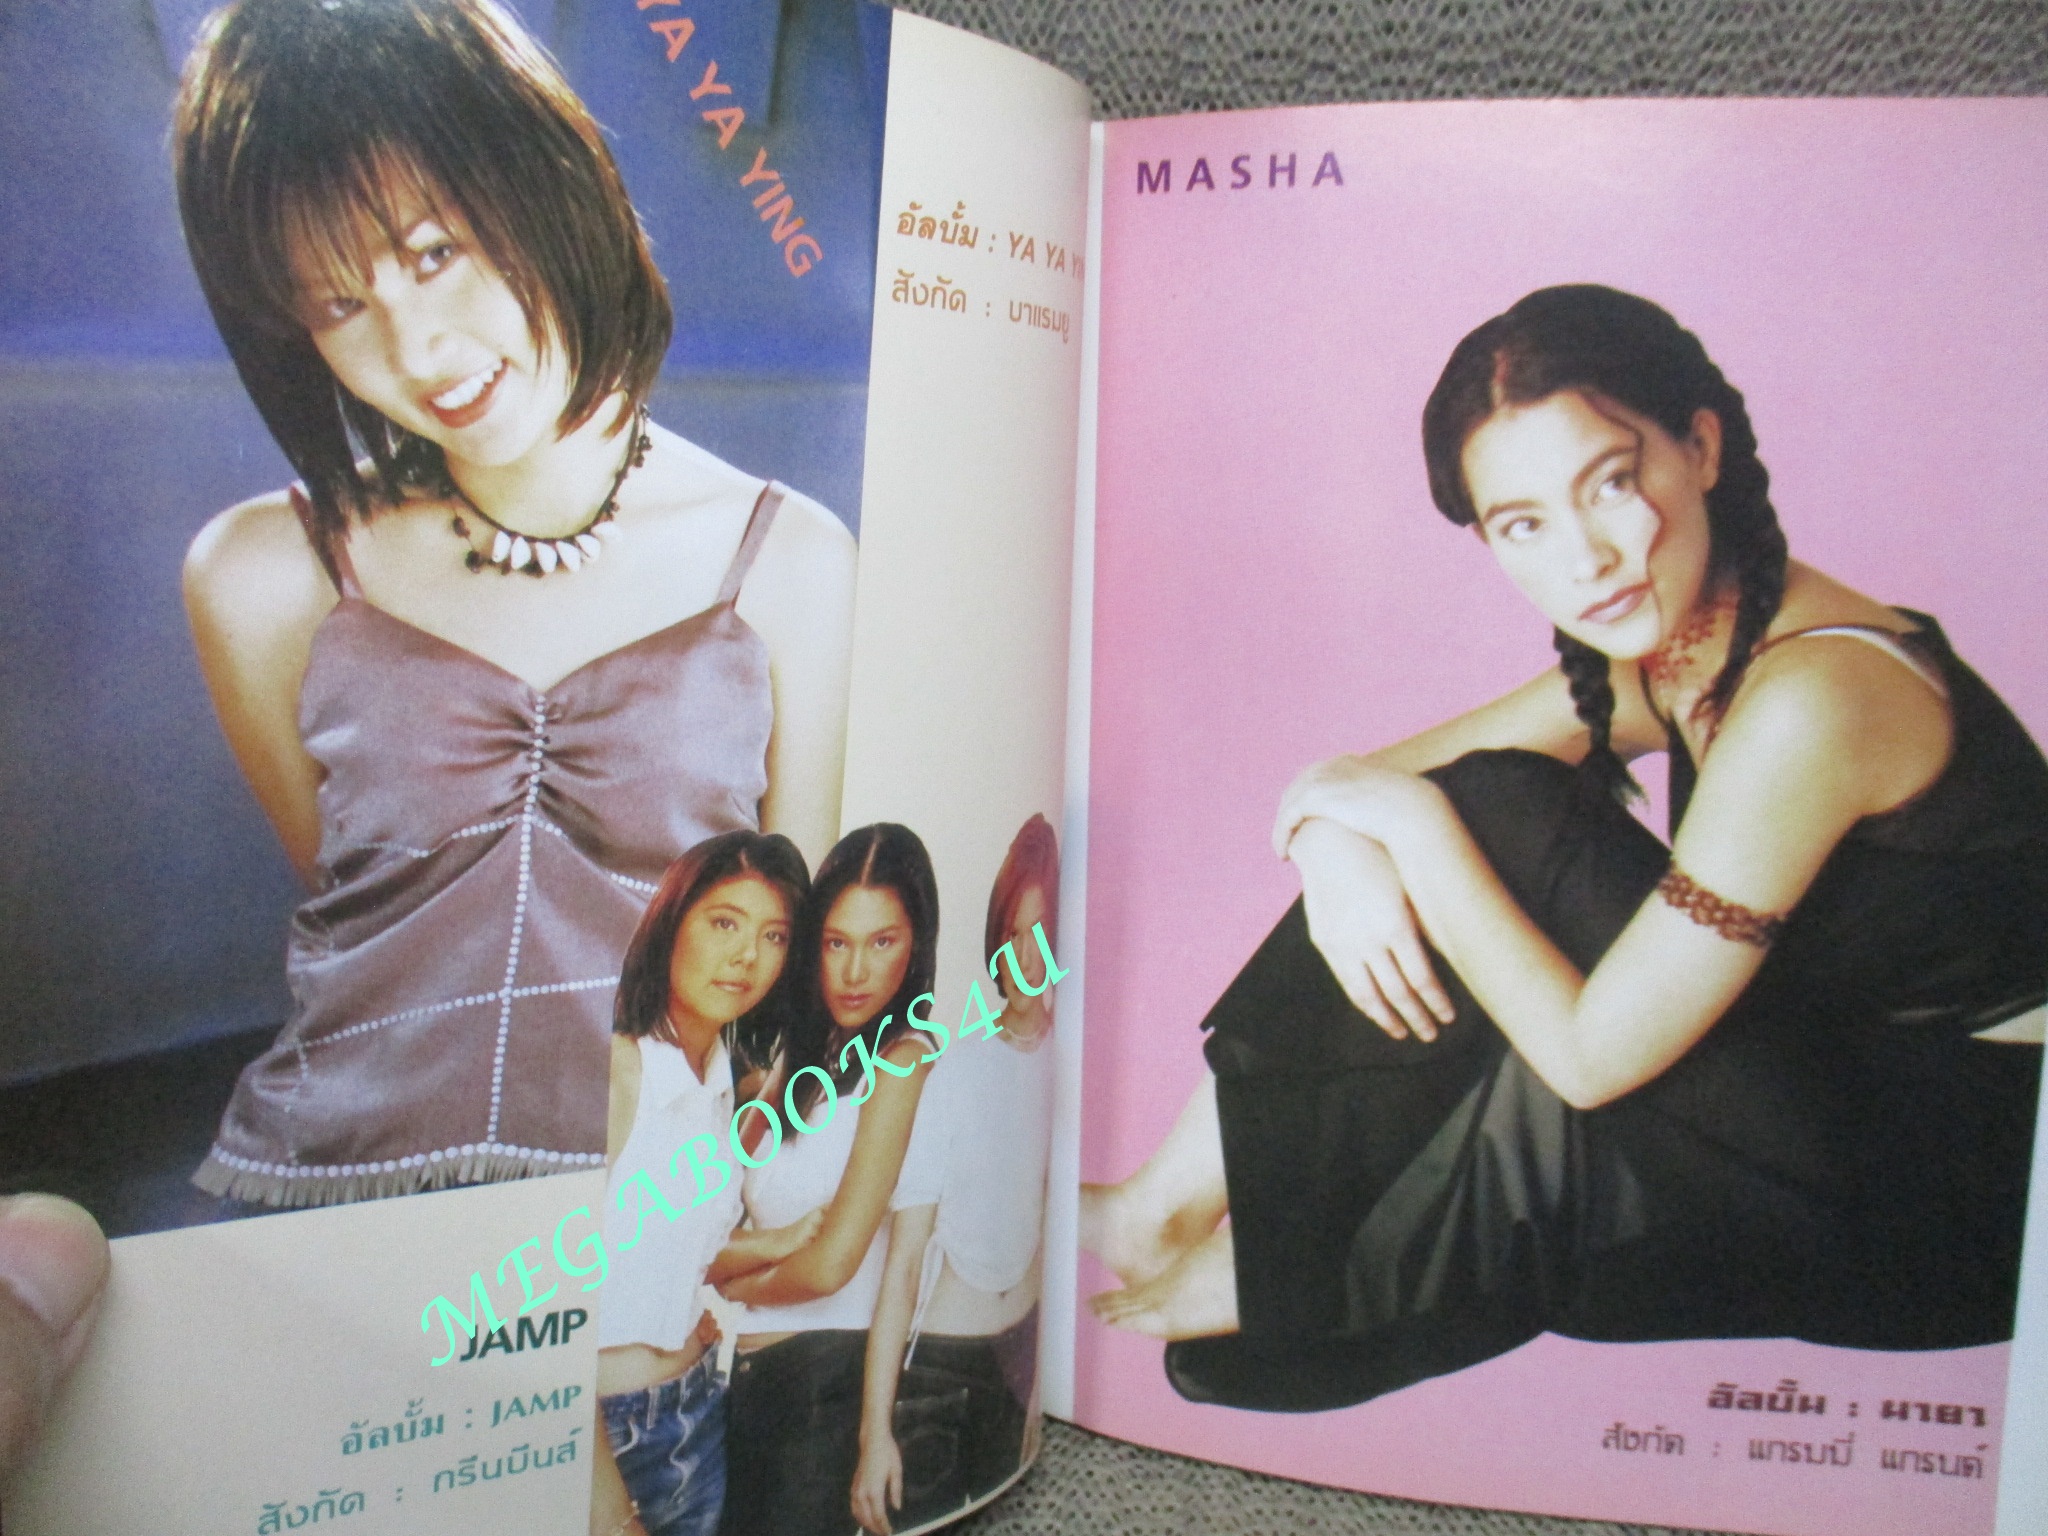 YA YA YING
อัลบั้ม : YA YA
สังกัด : บาแรมยู
MEGABOOKS4U
JAMP
อัลบั้ม : JAMP
สังกัด : กรีนบีนส์
MASHA
อัลบั้ม : มายา
สังกัด : แกรมมี่ แกรนด์